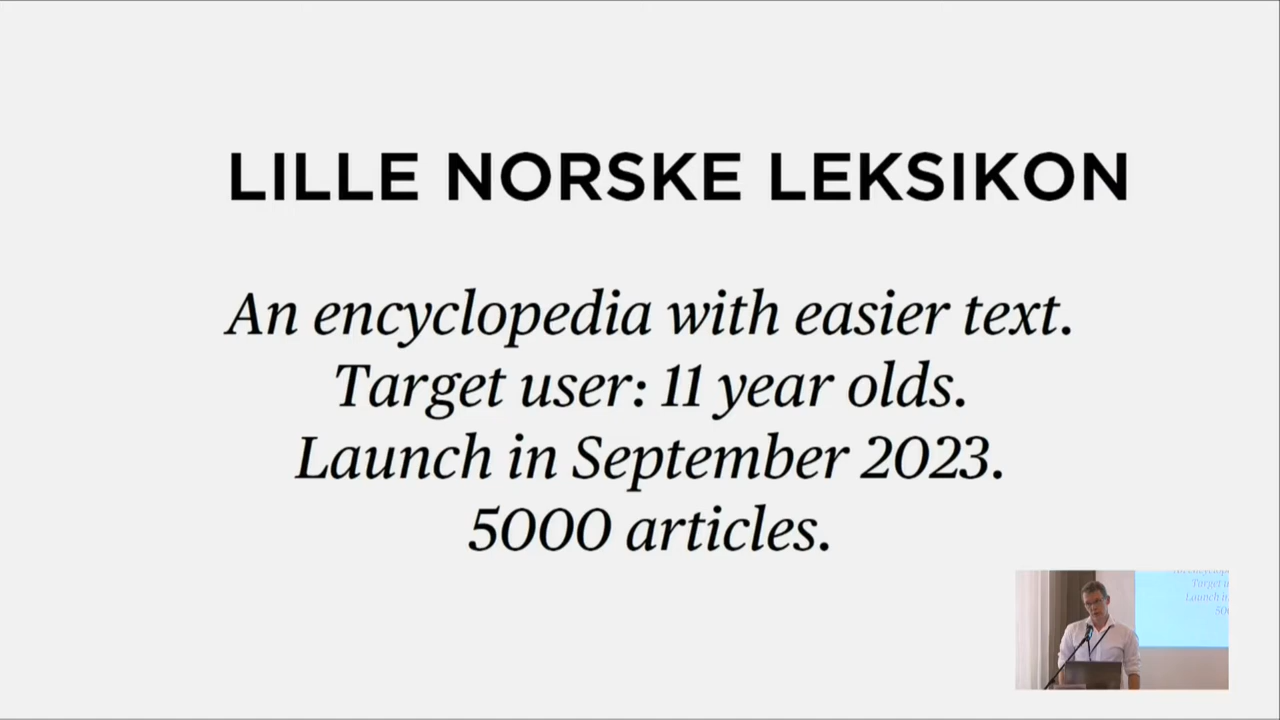 LILLE NORSKE LEKSIKON
An encyclopedia with easier text.
Target user: 11 year olds.
Launch in September 2023.
5000 articles.